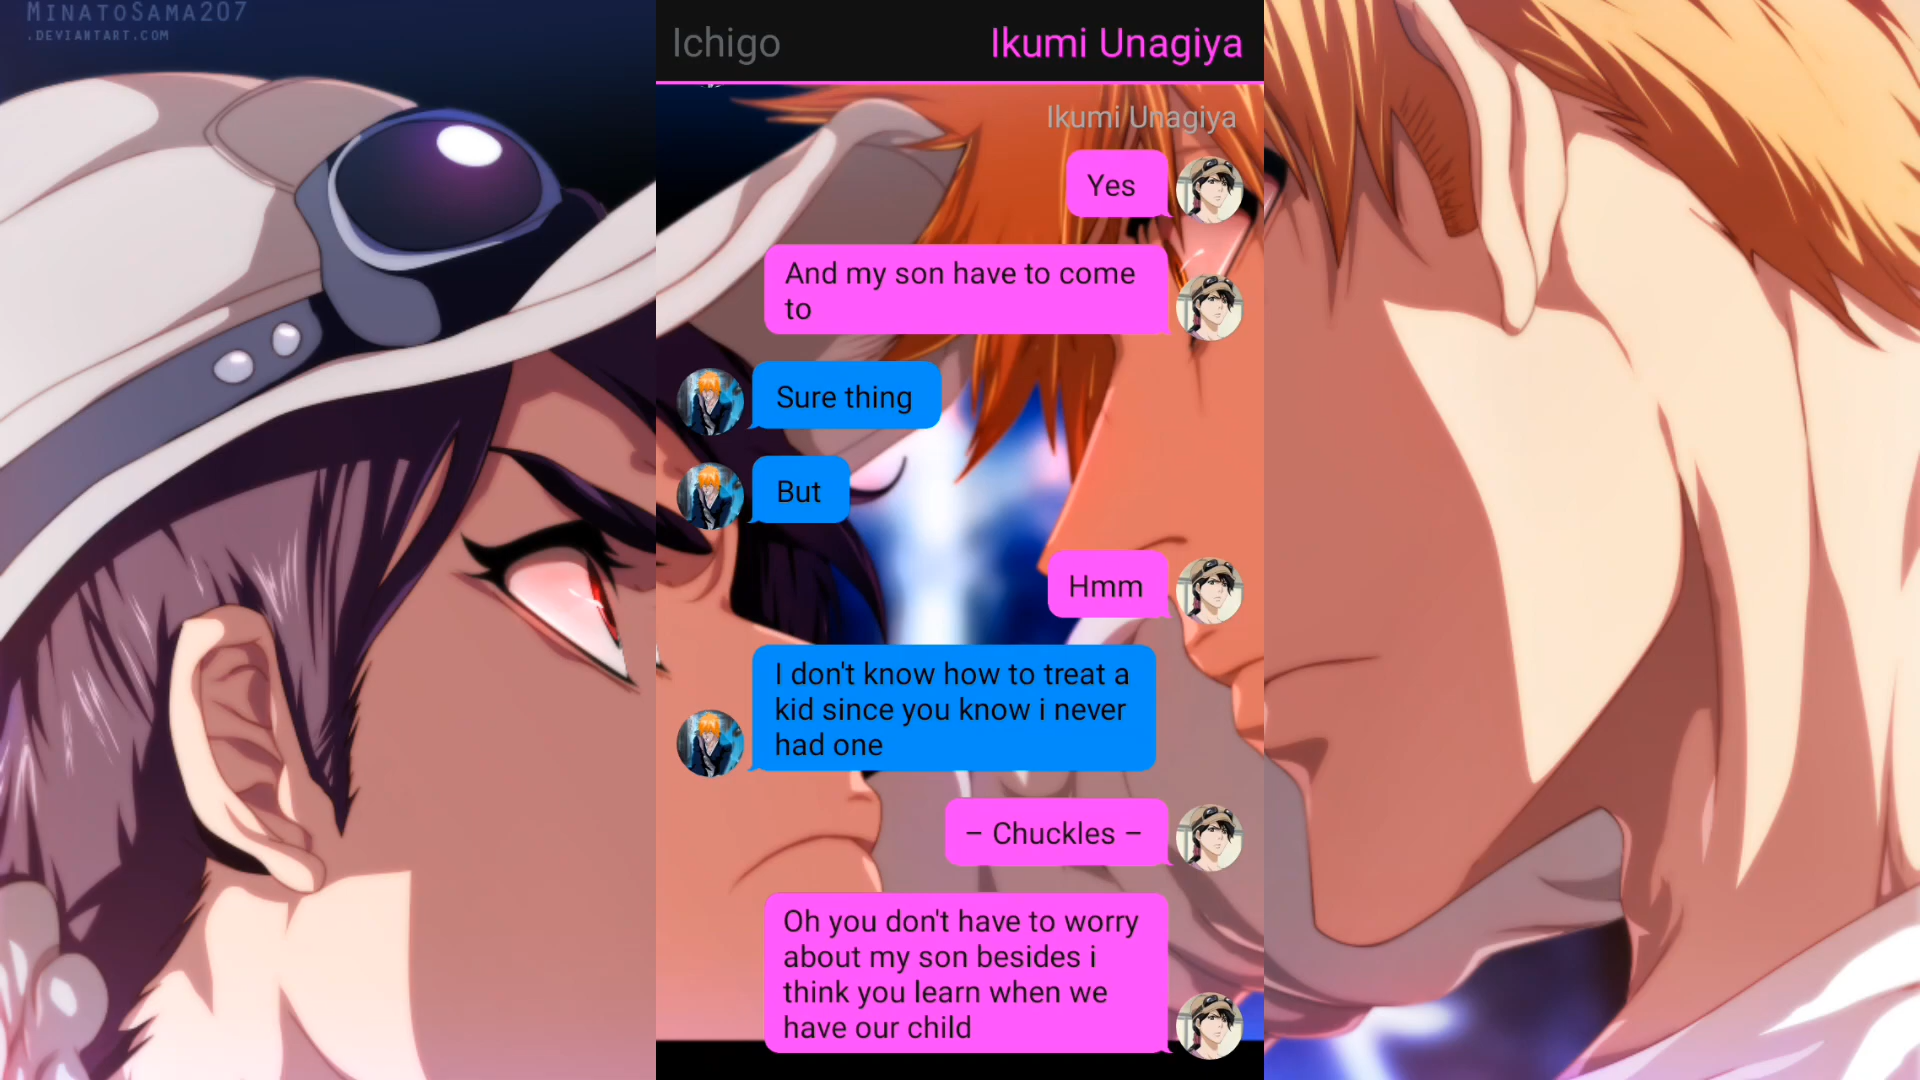 MINATOSAMA207
.DEVIANTART.COM
Ichigo
Ikumi Unagiya
Ikumi Unagiya
Yes
And my son have to come
to
Sure thing
But
Hmm
I don't know how to treat a
kid since you know i never
had one
– Chuckles –
Oh you don't have to worry
about my son besides i
think you learn when we
have our child